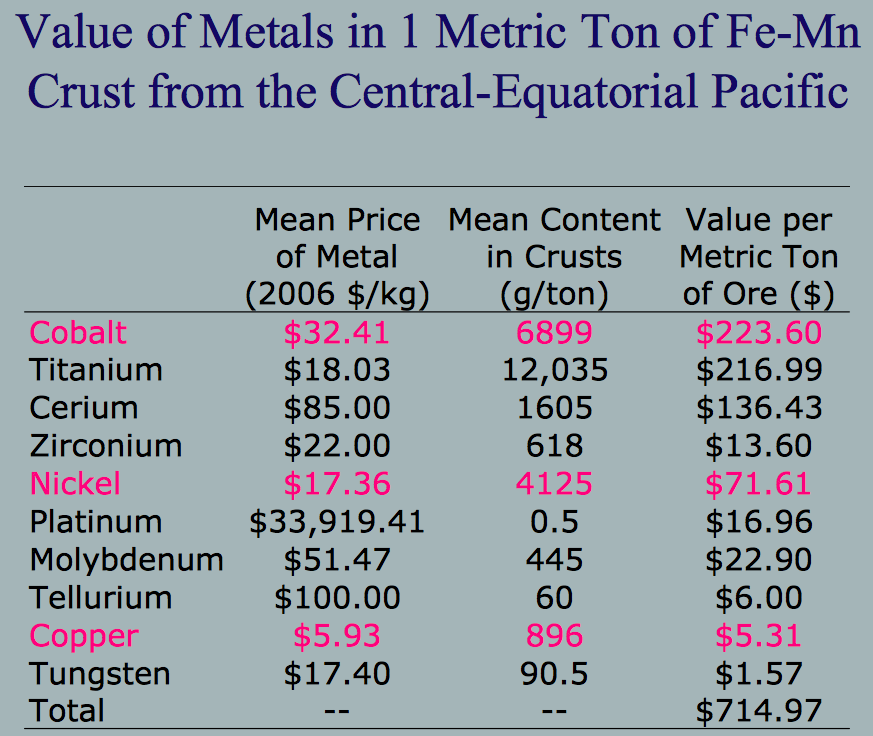 Value of Metals in 1 Metric Ton of Fe-Mn
Crust from the Central-Equatorial Pacific
Mean Price Mean Content Value per
of Metal in Crusts Metric Ton
(2006 $/kg) (g/ton) of Ore ($)
Cobalt $32.41 6899 $223.60
Titanium $18.03 12,035 $216.99
Cerium $85.00 1605 $136.43
Zirconium $22.00 618 $13.60
Nickel $17.36 4125 $71.61
Platinum $33,919.41 0.5 $16.96
Molybdenum $51.47 445 $22.90
Tellurium $100.00 60 $6.00
Copper $5.93 896 $5.31
Tungsten $17.40 90.5 $1.57
Total -- -- $714.97